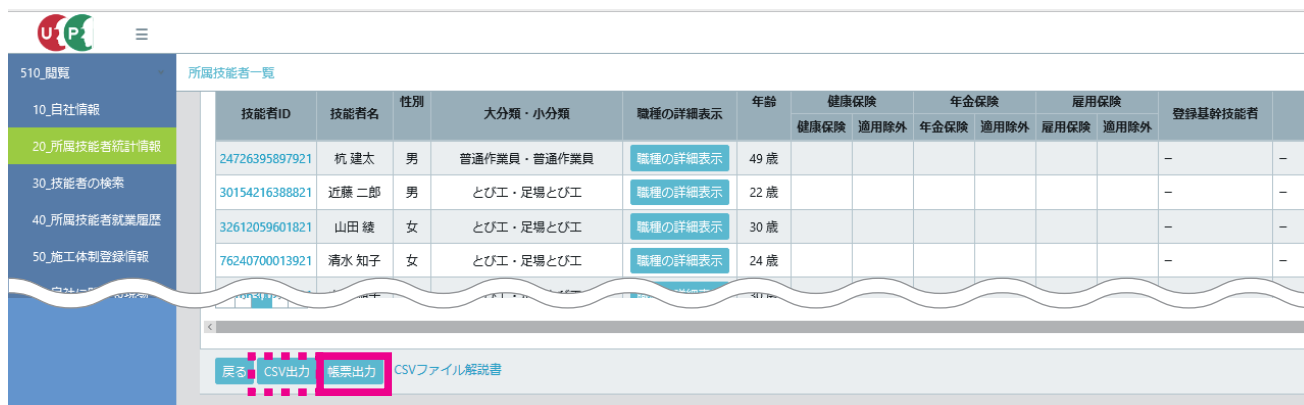 UP
510_閲覧
所属技能者一覧
10_自社情報
20_所属技能者統計情報
30_技能者の検索
40_所属技能者就業履歴
50_施工体制登録情報
技能者ID 技能者名 性別 大分類・小分類 職種の詳細表示 年齢 健康保険 年金保険 雇用保険 登録基幹技能者
健康保険 適用除外 年金保険 適用除外 雇用保険 適用除外
24726395897921 杭 建太 男 普通作業員・普通作業員 職種の詳細表示 49 歳 – –
30154216388821 近藤 二郎 男 とび工・足場とび工 職種の詳細表示 22 歳 – –
32612059601821 山田 綾 女 とび工・足場とび工 職種の詳細表示 30 歳 – –
76240700013921 清水 知子 女 とび工・足場とび工 職種の詳細表示 24 歳 – –
戻る CSV出力 帳票出力 CSVファイル解説書